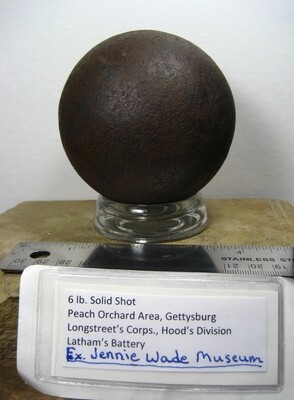 STAINLESS STEEL
6 lb. Solid Shot
Peach Orchard Area, Gettysburg
Longstreet's Corps., Hood's Division
Latham's Battery
Ex. Jennie Wade Museum